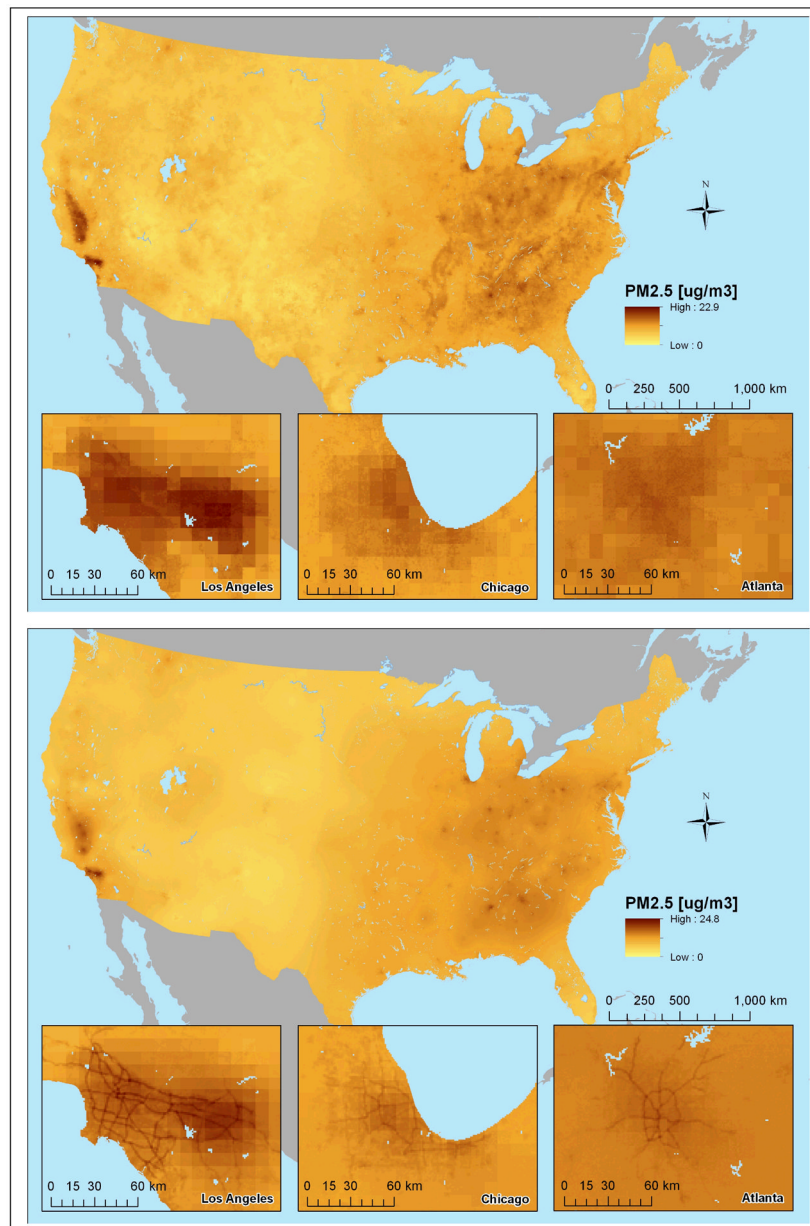 N
PM2.5 [ug/m3]
High : 22.9
Low : 0
0 250 500 1,000 km
0 15 30 60 km
Los Angeles
0 15 30 60 km
Chicago
0 15 30 60 km
Atlanta
N
PM2.5 [ug/m3]
High : 24.8
Low : 0
0 250 500 1,000 km
0 15 30 60 km
Los Angeles
0 15 30 60 km
Chicago
0 15 30 60 km
Atlanta